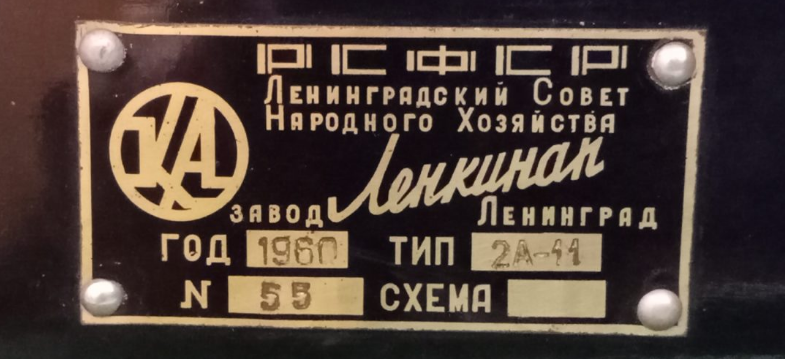 РСФСР
Ленинградский Совет
Народного Хозяйства
завод Ленкинап Ленинград
ГОД 1960 ТИП 2А-11
N 55 СХЕМА